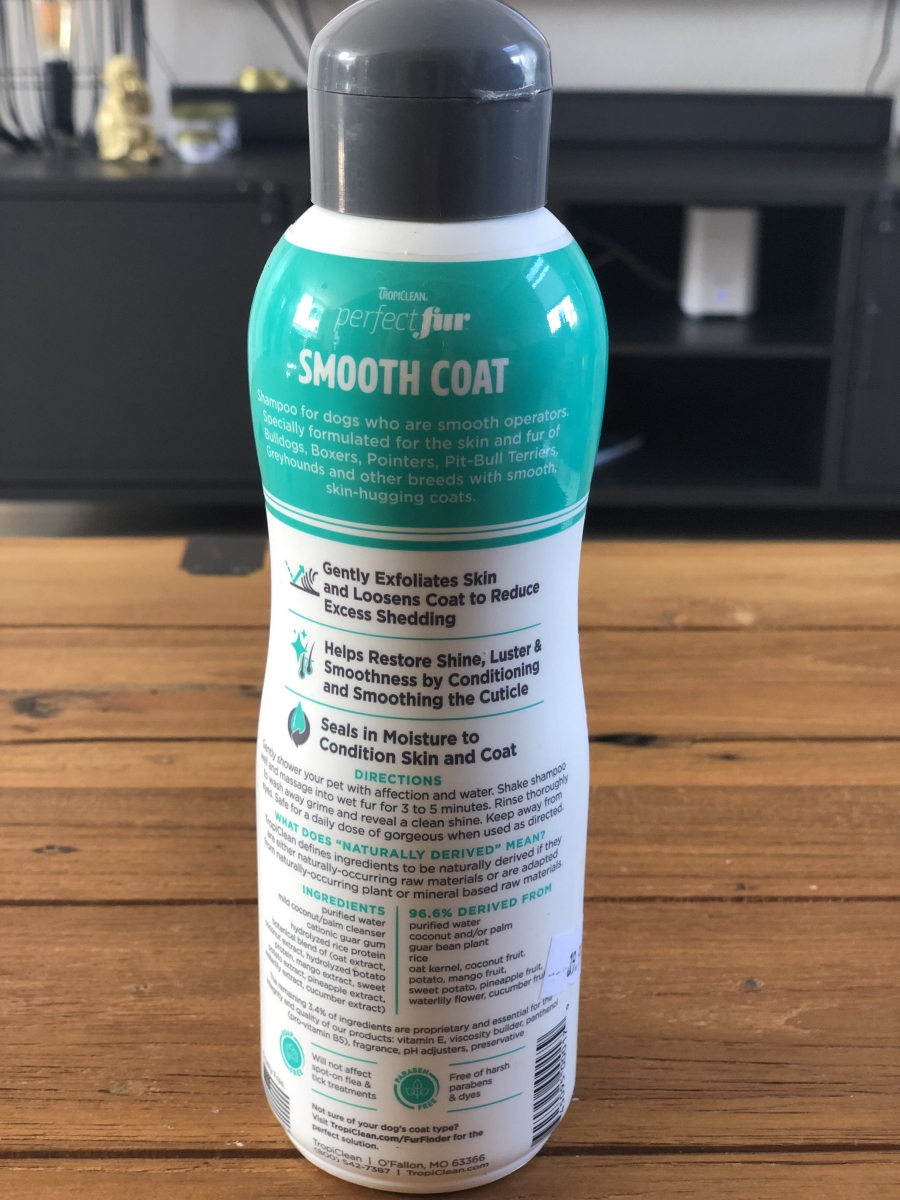 TROPICLEAN.
perfect fur
SMOOTH COAT
Shampoo for dogs who are smooth operators.
Specially formulated for the skin and fur of
Bulldogs, Boxers, Pointers, Pit-Bull Terriers,
Greyhounds and other breeds with smooth,
skin-hugging coats.
Gently Exfoliates Skin
and Loosens Coat to Reduce
Excess Shedding
Helps Restore Shine, Luster &
Smoothness by Conditioning
and Smoothing the Cuticle
Seals in Moisture to
Condition Skin and Coat
DIRECTIONS
Gently shower your pet with affection and water. Shake shampoo
well and massage into wet fur for 3 to 5 minutes. Rinse thoroughly
to wash away grime and reveal a clean shine. Keep away from
eyes. Safe for a daily dose of gorgeous when used as directed.
WHAT DOES "NATURALLY DERIVED" MEAN?
TropiClean defines ingredients to be naturally derived if they
are either naturally-occurring raw materials or are adapted
from naturally-occurring plant or mineral based raw materials.
INGREDIENTS
purified water
mild coconut/palm cleanser
cationic guar gum
hydrolyzed rice protein
botanical blend of (oat extract,
coconut extract, hydrolyzed potato
protein, mango extract, sweet
potato extract, pineapple extract,
extract, cucumber extract)
96.6% DERIVED FROM
purified water
coconut and/or palm
guar bean plant
rice
oat kernel, coconut fruit,
potato, mango fruit,
sweet potato, pineapple fruit,
waterlily flower, cucumber
The remaining 3.4% of ingredients are proprietary and essential for the
integrity and quality of our products: vitamin E, viscosity builder, panthenol
(pro-vitamin B5), fragrance, pH adjusters, preservative
Will not affect
spot-on flea &
tick treatments
PARABEN
FREE
Free of harsh
parabens
& dyes
Not sure of your dog's coat type?
Visit TropiClean.com/FurFinder for the
perfect solution.
TropiClean | O'Fallon, MO 63366
(800) 542-7387 | TropiClean.com